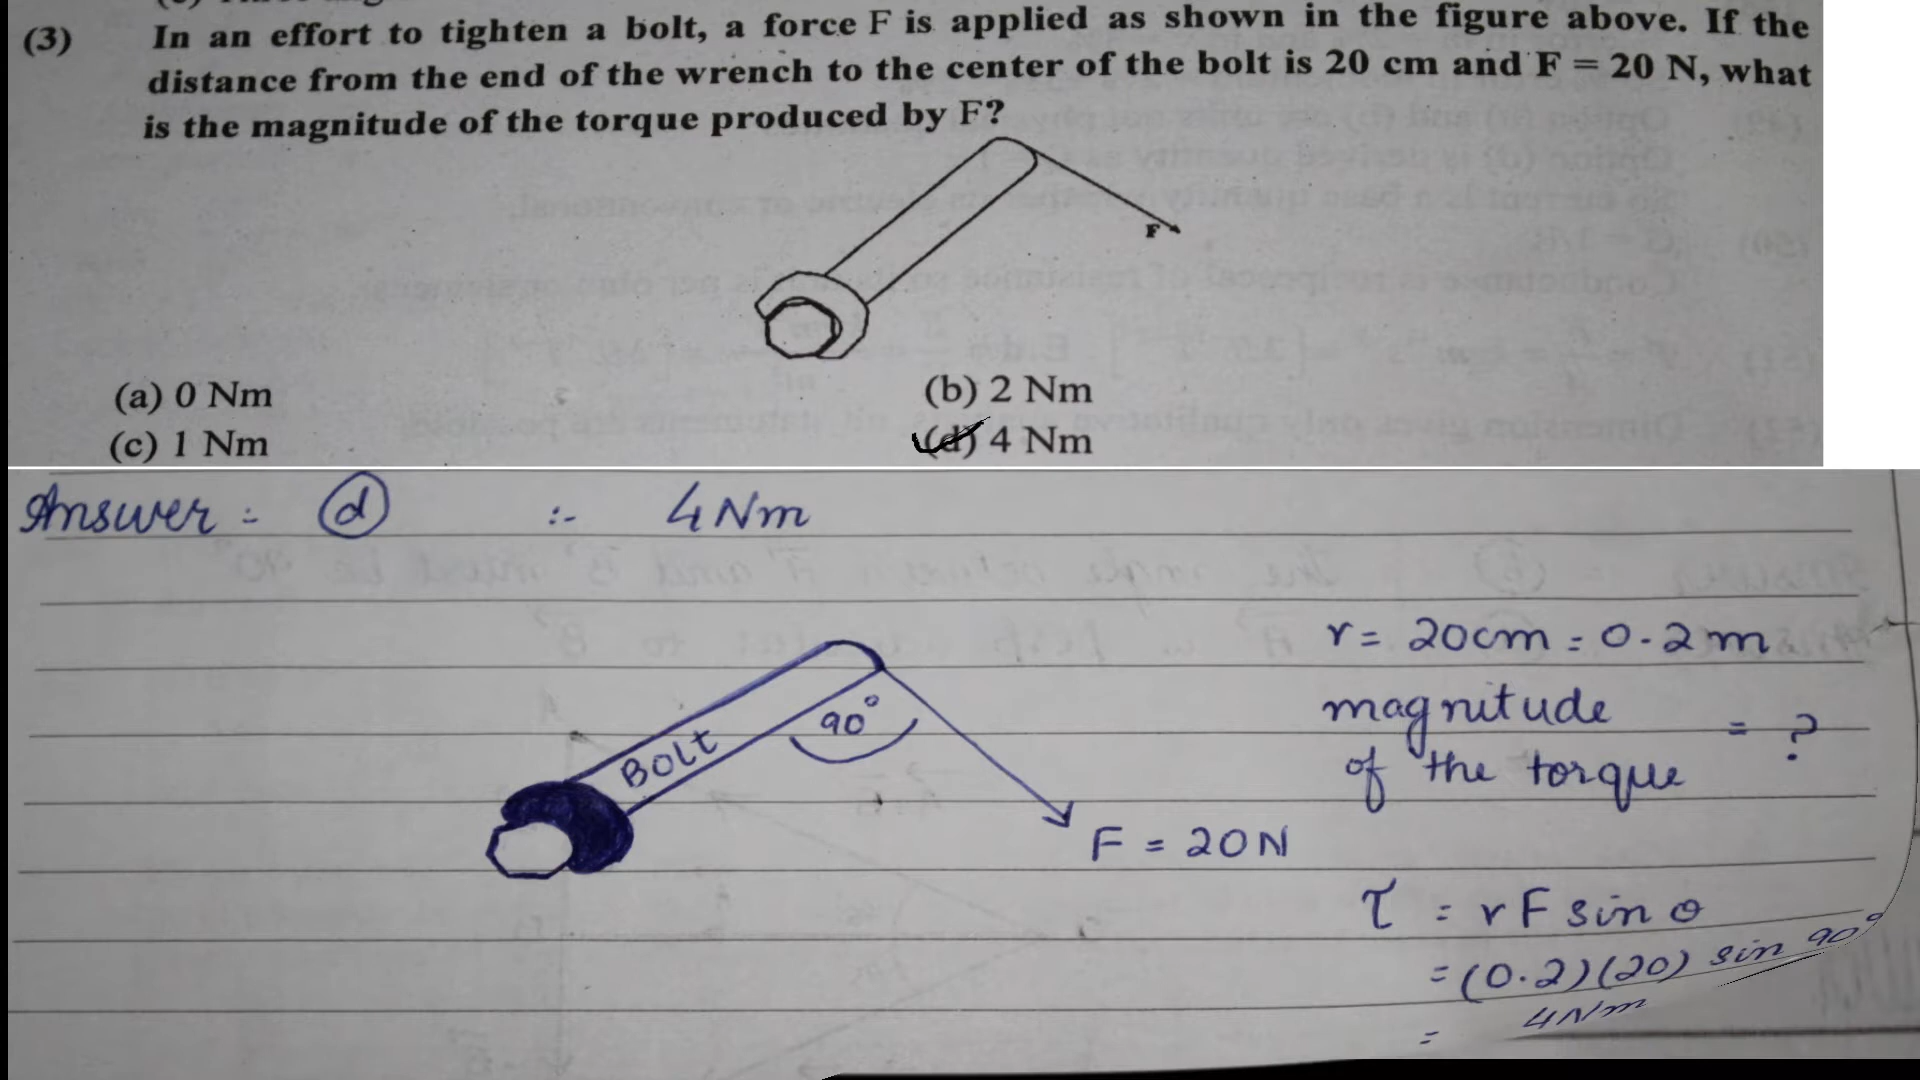 (3) In an effort to tighten a bolt, a force F is applied as shown in the figure above. If the
distance from the end of the wrench to the center of the bolt is 20 cm and F = 20 N, what
is the magnitude of the torque produced by F?
F
(a) 0 Nm (b) 2 Nm
(c) 1 Nm (d) 4 Nm
Answer :- (d) :- 4 Nm
r = 20cm = 0.2 m
magnitude
of the torque = ?
90°
BOLT
F = 20N
τ = r F sin θ
= (0.2)(20) sin 90°
= 4Nm